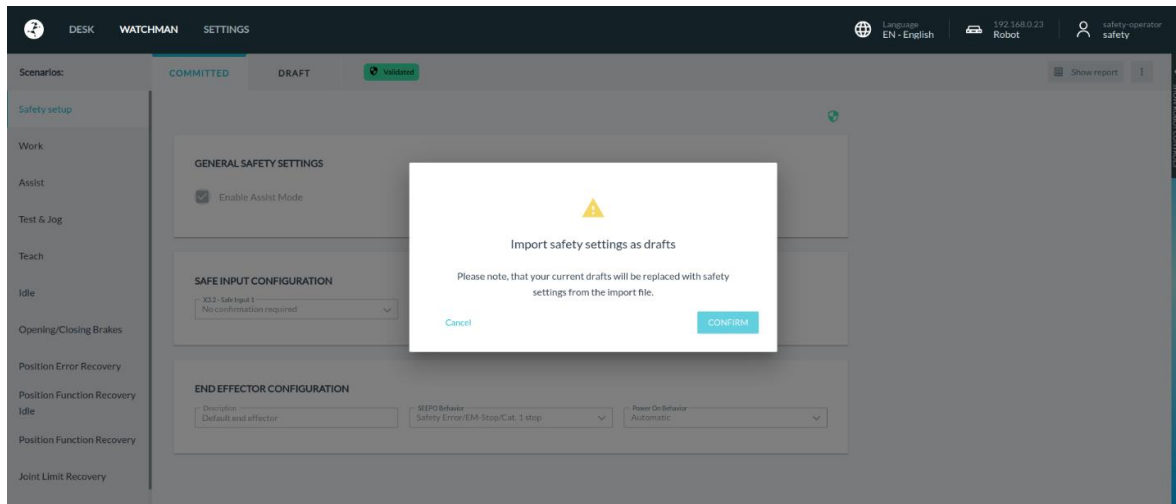 DESK WATCHMAN SETTINGS
Language
EN - English
192.168.0.23
Robot
safety-operator
safety
Scenarios:
COMMITTED DRAFT Validated Show report
Safety setup
Work
Assist
Test & Jog
Teach
Idle
Opening/Closing Brakes
Position Error Recovery
Position Function Recovery
Idle
Position Function Recovery
Joint Limit Recovery
GENERAL SAFETY SETTINGS
Enable Assist Mode
SAFE INPUT CONFIGURATION
X3.2 - Safe Input 1
No confirmation required
END EFFECTOR CONFIGURATION
Description
Default end effector
SEEPO Behavior
Safety Error/EM-Stop/Cat. 1 stop
Power On Behavior
Automatic
Import safety settings as drafts
Please note, that your current drafts will be replaced with safety
settings from the import file.
Cancel CONFIRM